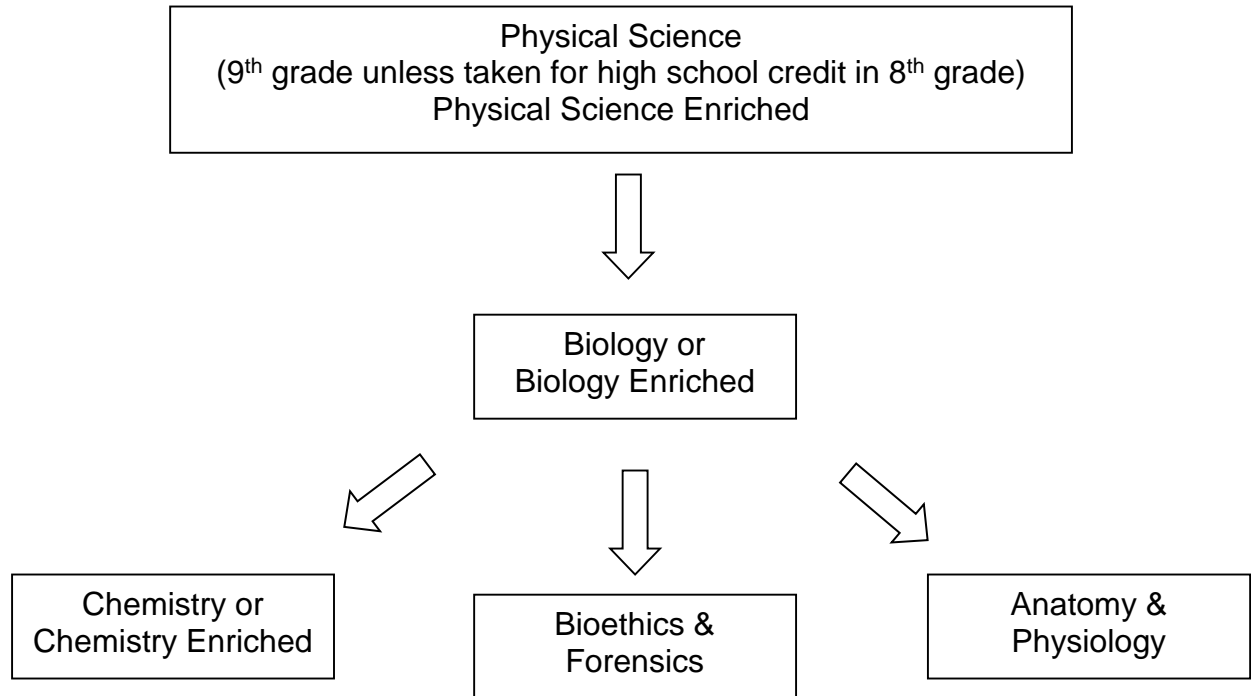 Physical Science
(9th grade unless taken for high school credit in 8th grade)
Physical Science Enriched
Biology or
Biology Enriched
Chemistry or
Chemistry Enriched
Bioethics &
Forensics
Anatomy &
Physiology